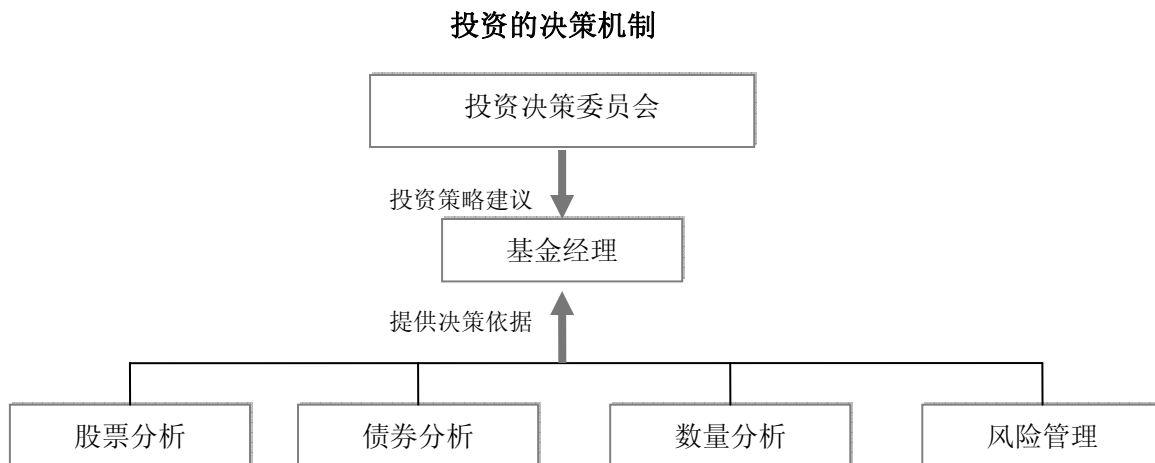 投资的决策机制
投资决策委员会
投资策略建议
基金经理
提供决策依据
股票分析
债券分析
数量分析
风险管理